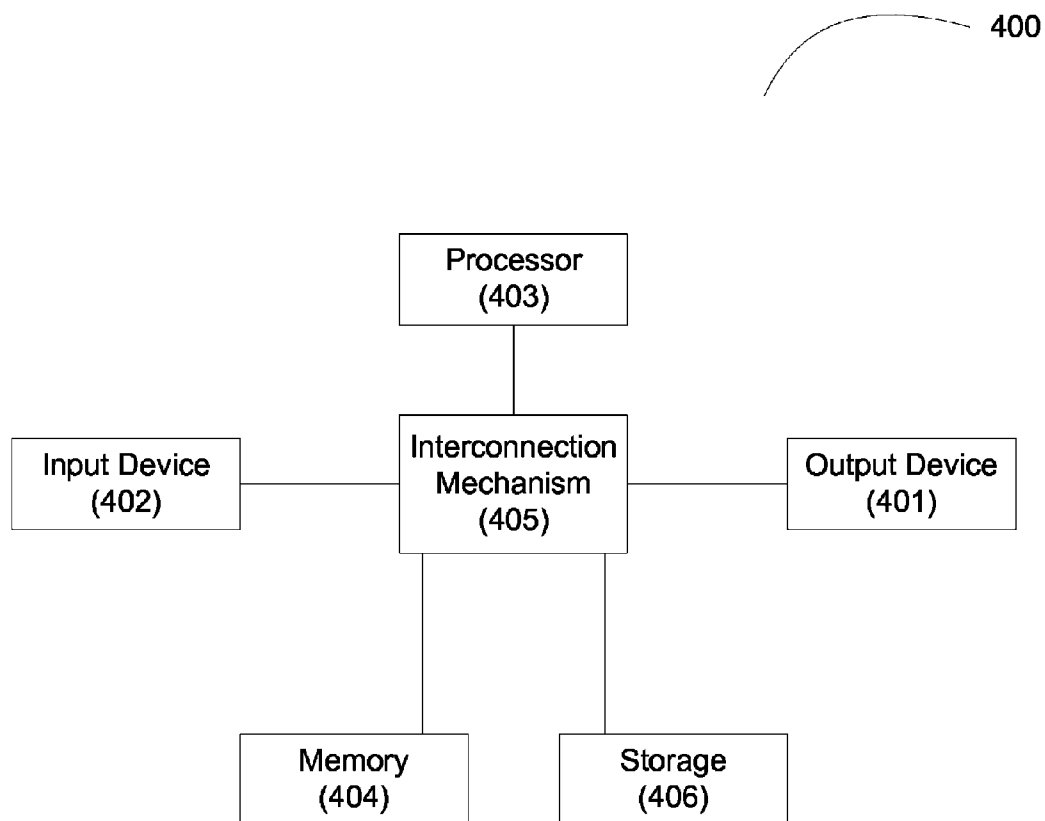 400
Processor
(403)
Interconnection
Mechanism
(405)
Input Device
(402)
Output Device
(401)
Memory
(404)
Storage
(406)